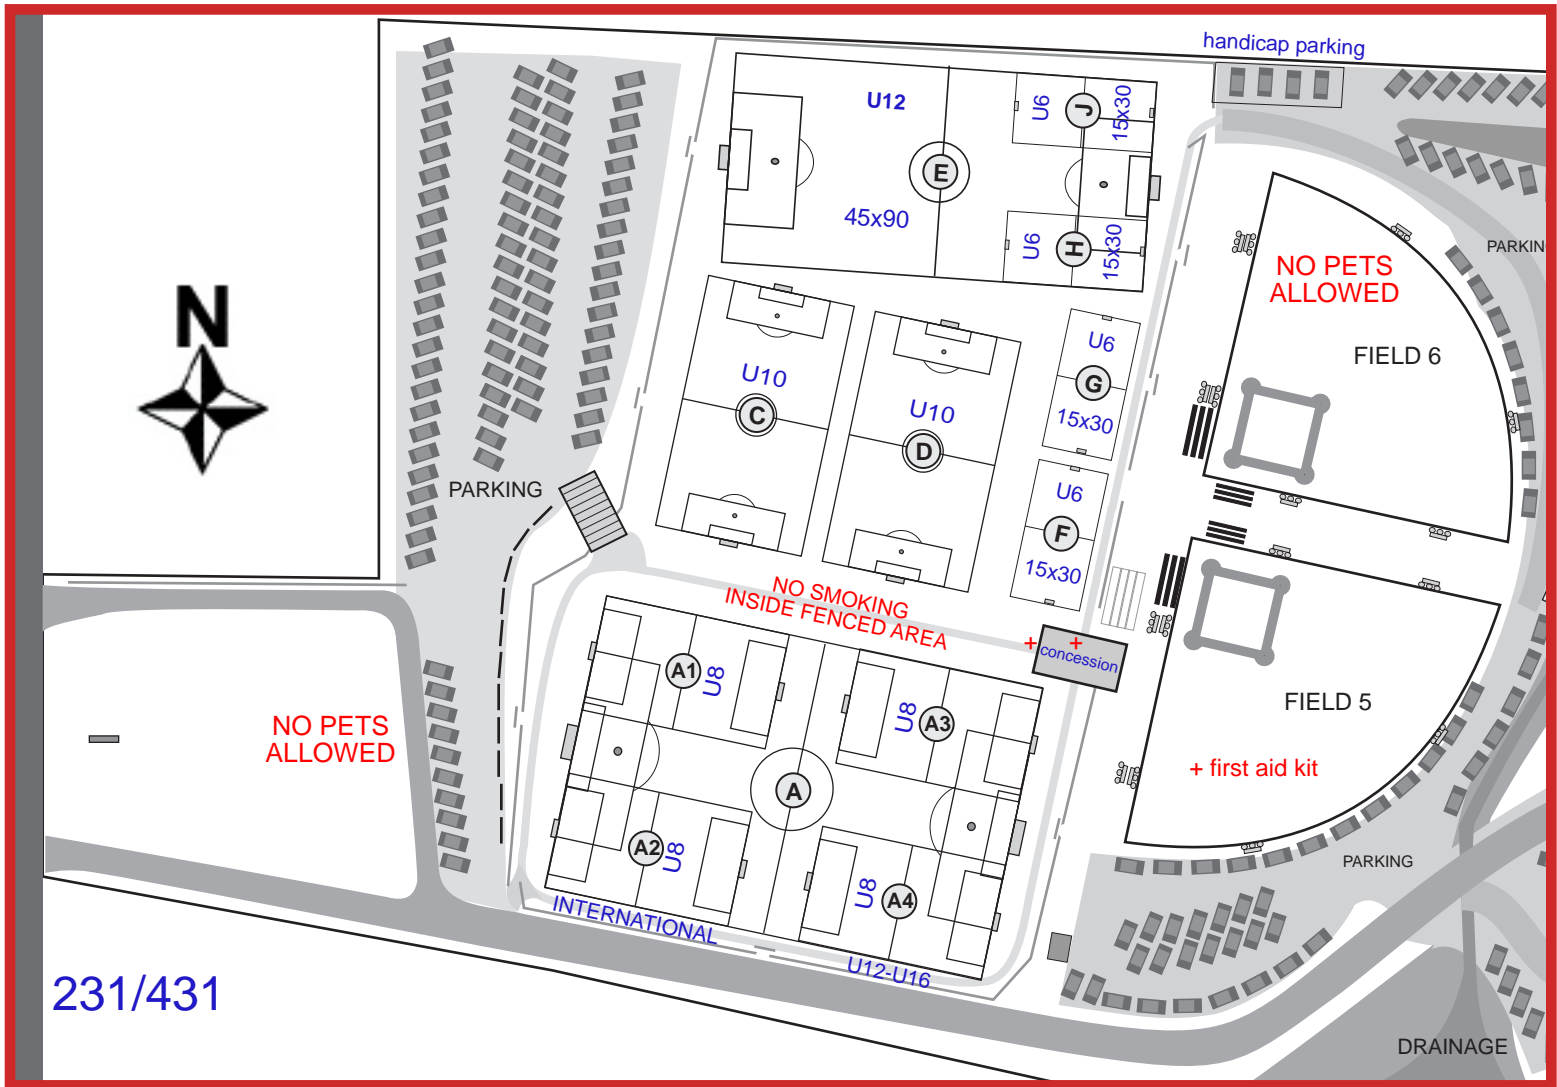 handicap parking
U12
U6
J
15x30
E
45x90
U6
H
15x30
PARKIN
NO PETS
ALLOWED
FIELD 6
N
U10
C
U10
D
U6
G
15x30
PARKING
U6
F
15x30
NO SMOKING
INSIDE FENCED AREA
+ +
concession
A1
U8
U8
A3
FIELD 5
NO PETS
ALLOWED
+ first aid kit
A
A2
U8
U8
A4
PARKING
INTERNATIONAL
U12-U16
231/431
DRAINAGE